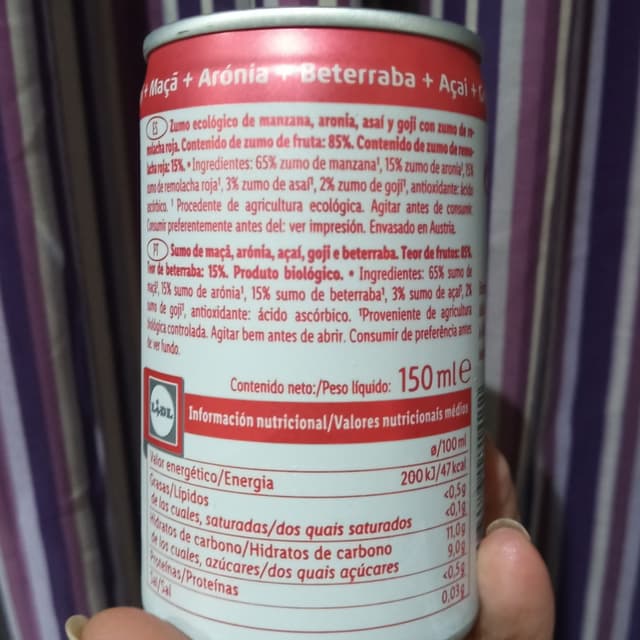 + Maçã + Arónia + Beterraba + Açaí +
ES Zumo ecológico de manzana, aronia, asaí y goji con zumo de re-
molacha roja. Contenido de zumo de fruta: 85%. Contenido de zumo de remo-
lacha roja: 15%. • Ingredientes: 65% zumo de manzana¹, 15% zumo de aronia¹, 15%
zumo de remolacha roja¹, 3% zumo de asaí¹, 2% zumo de goji¹, antioxidante: ácido
ascórbico. ¹ Procedente de agricultura ecológica. Agitar antes de consumir.
Consumir preferentemente antes del: ver impresión. Envasado en Austria.
PT Sumo de maçã, arónia, açaí, goji e beterraba. Teor de frutos: 85%.
Teor de beterraba: 15%. Produto biológico. • Ingredientes: 65% sumo de
maçã¹, 15% sumo de arónia¹, 15% sumo de beterraba¹, 3% sumo de açaí¹, 2%
sumo de goji¹, antioxidante: ácido ascórbico. ¹Proveniente de agricultura
biológica controlada. Agitar bem antes de abrir. Consumir de preferência antes
de: ver fundo.
Contenido neto:/Peso líquido: 150 ml e
LIDL
Información nutricional/Valores nutricionais médios
ø/100 ml
Valor energético/Energia 200 kJ/47 kcal
Grasas/Lípidos <0,5g
de los cuales, saturadas/dos quais saturados <0,1g
Hidratos de carbono/Hidratos de carbono 11,0g
de los cuales, azúcares/dos quais açúcares 9,0g
Proteínas/Proteínas <0,5g
Sal/Sal 0,03g